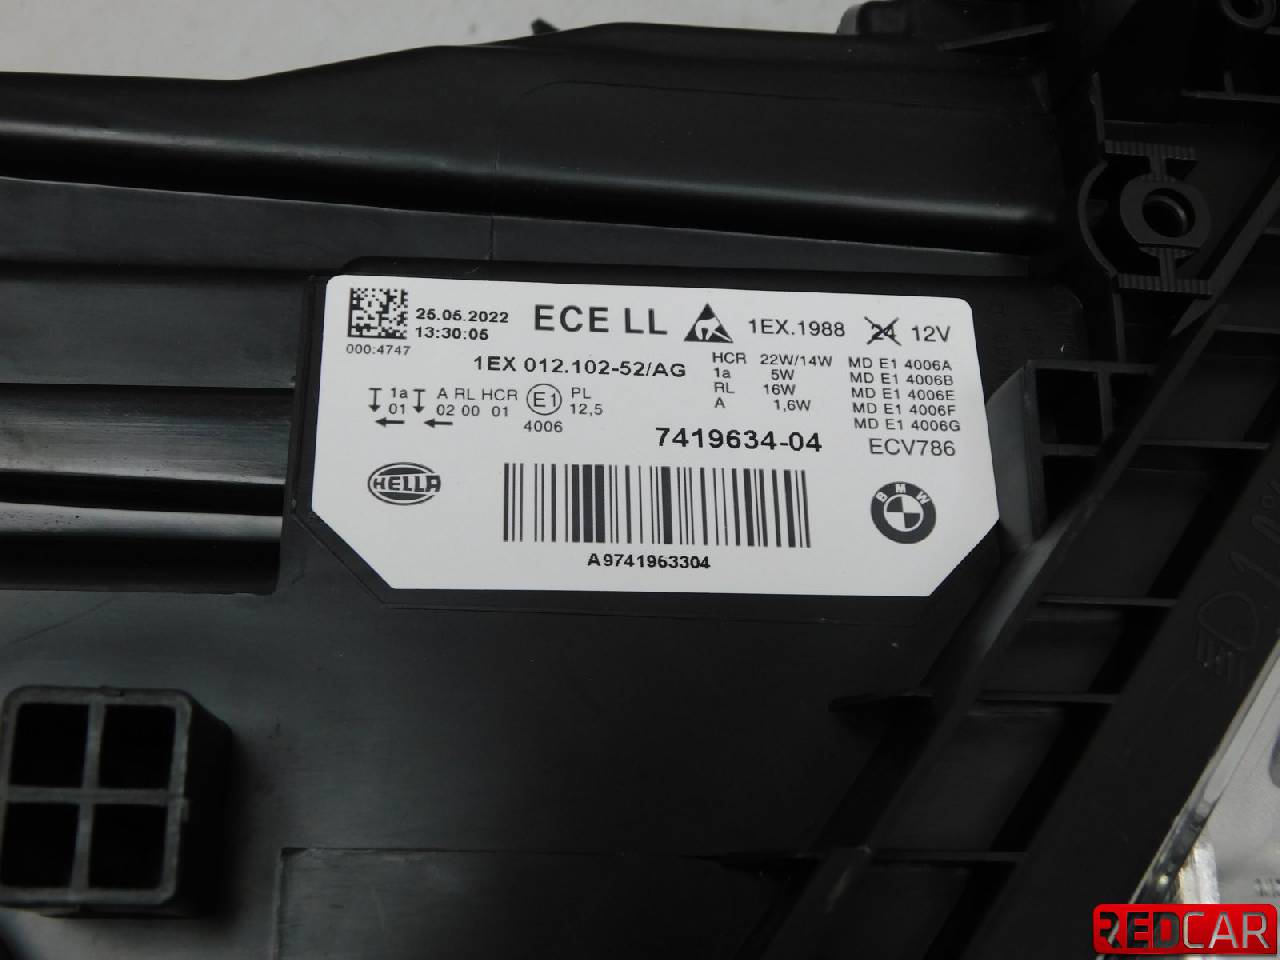 25.05.2022
13:30:05
000:4747
ECE LL
1EX.1988
24 12V
1EX 012.102-52/AG
HCR 22W/14W
1a 5W
RL 16W
A 1,6W
MD E1 4006A
MD E1 4006B
MD E1 4006E
MD E1 4006F
MD E1 4006G
1a A RL HCR E1 PL
01 02 00 01 12,5
4006
7419634-04
ECV786
HELLA
BMW
A9741963304
REDCAR